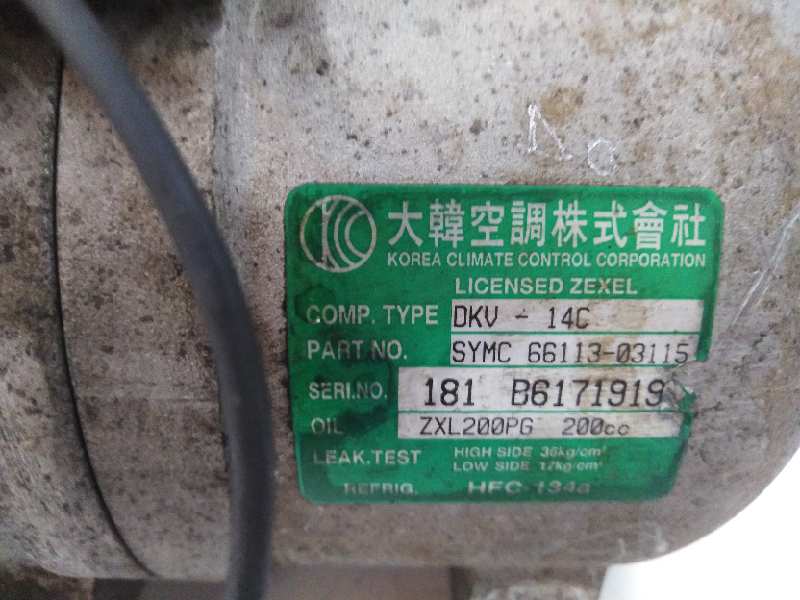 No
KCC 大韓空調株式會社
KOREA CLIMATE CONTROL CORPORATION
LICENSED ZEXEL
COMP. TYPE DKV - 14C
PART NO. SYMC 66113-03115
SERI.NO. 181 B6171919
OIL ZXL200PG 200cc
LEAK.TEST HIGH SIDE 36kg/cm²
LOW SIDE 17kg/cm²
REFRIG. HFC-134a